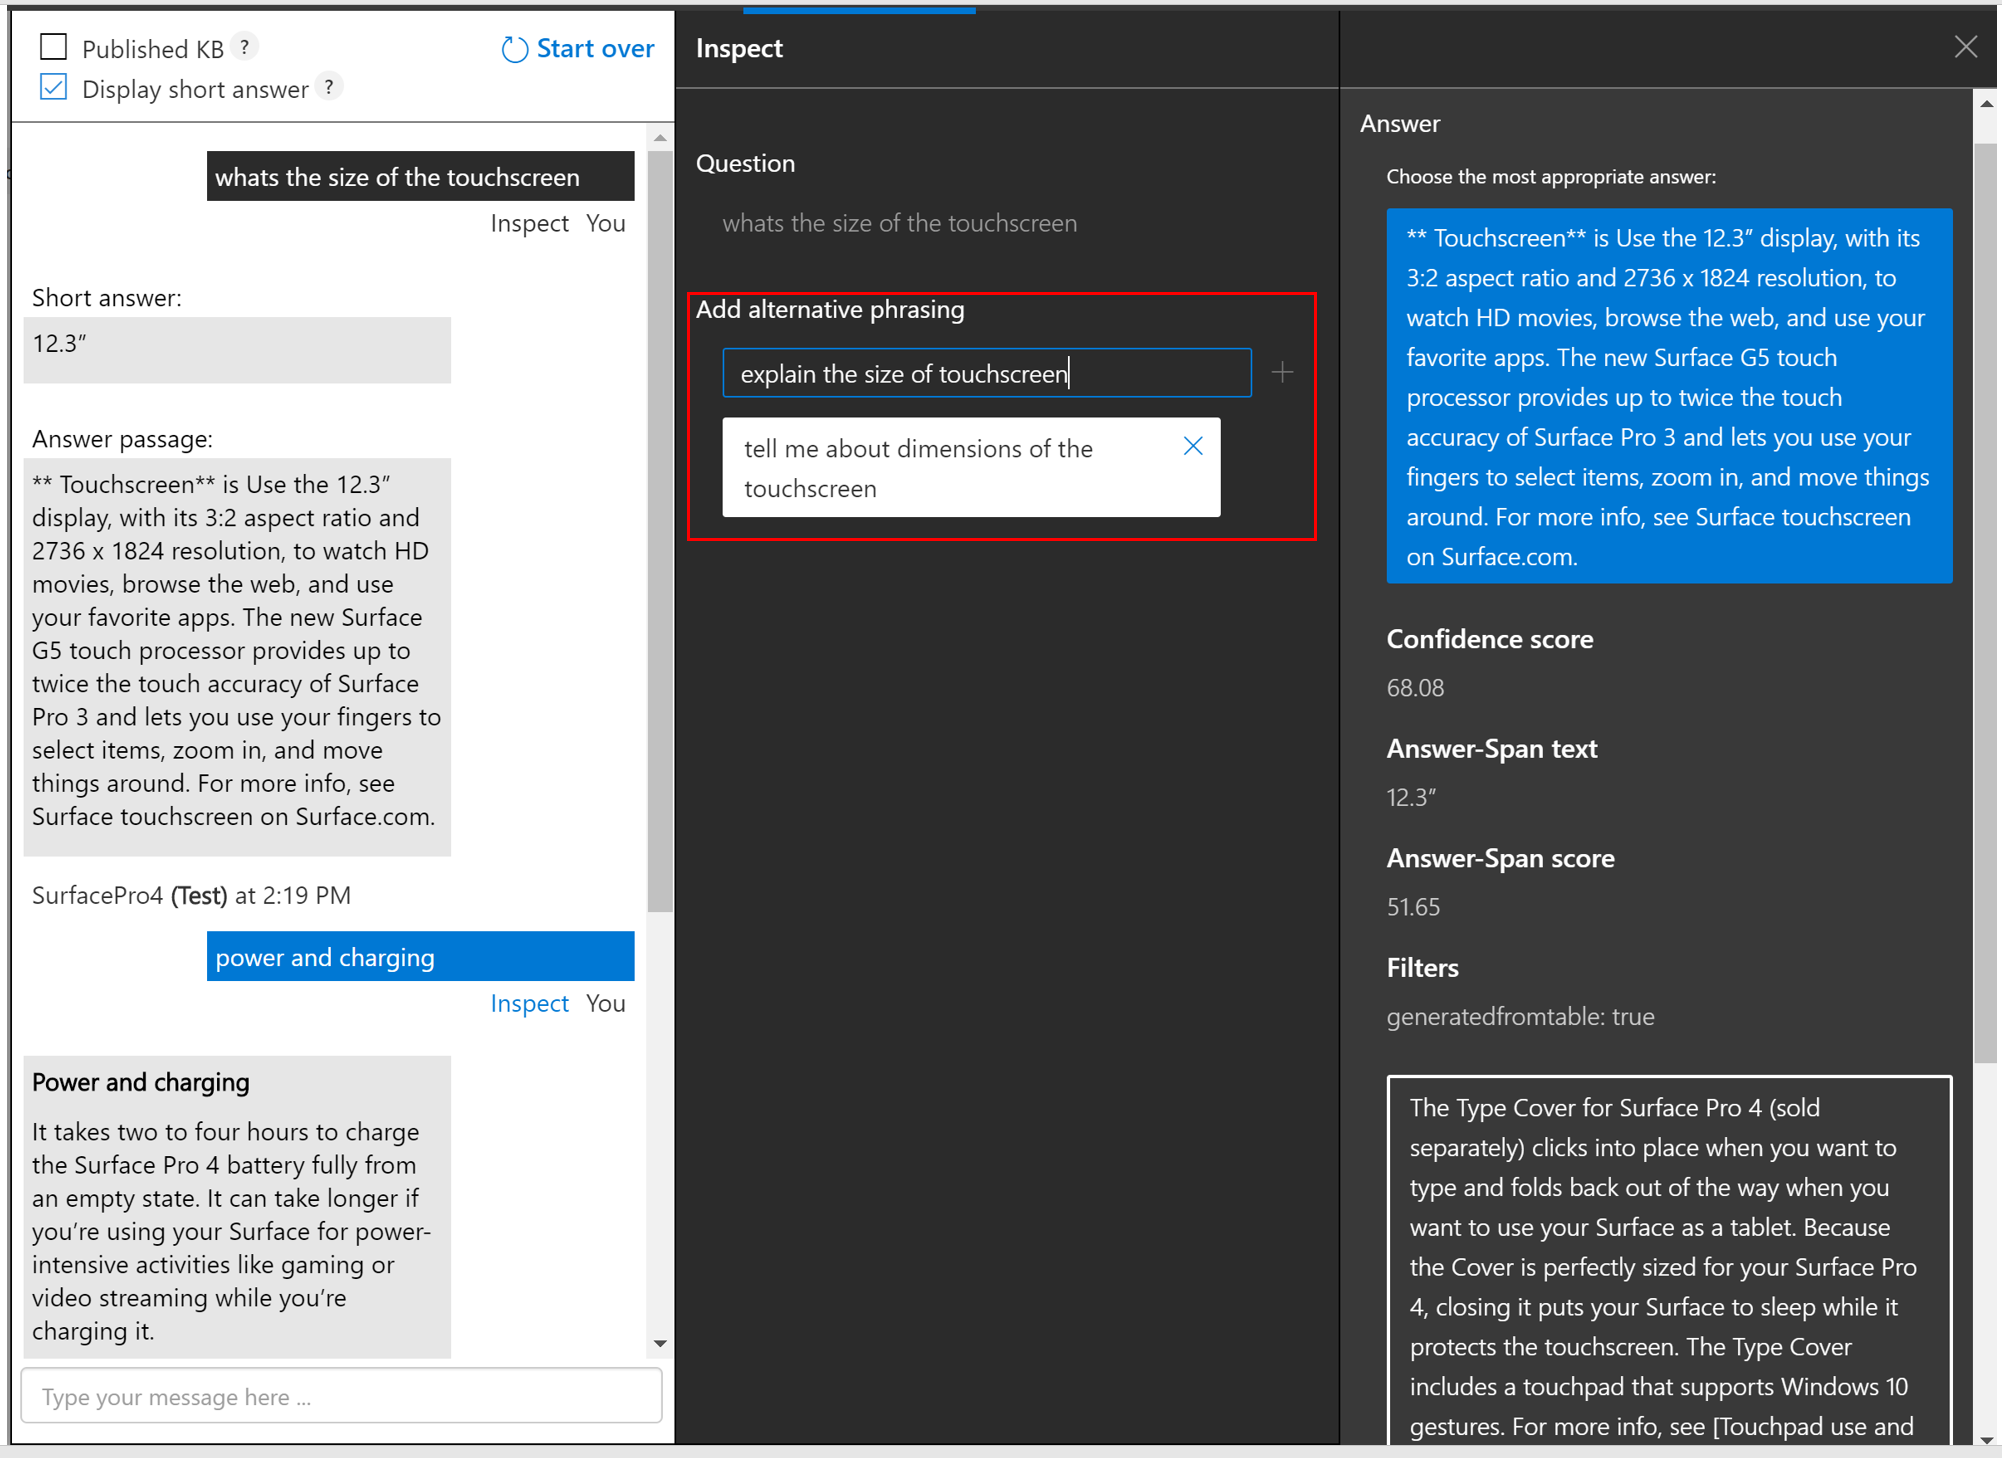 Published KB ?
Start over
Display short answer ?
whats the size of the touchscreen
Inspect You
Short answer:
12.3”
Answer passage:
** Touchscreen** is Use the 12.3”
display, with its 3:2 aspect ratio and
2736 x 1824 resolution, to watch HD
movies, browse the web, and use
your favorite apps. The new Surface
G5 touch processor provides up to
twice the touch accuracy of Surface
Pro 3 and lets you use your fingers to
select items, zoom in, and move
things around. For more info, see
Surface touchscreen on Surface.com.
SurfacePro4 (Test) at 2:19 PM
power and charging
Inspect You
Power and charging
It takes two to four hours to charge
the Surface Pro 4 battery fully from
an empty state. It can take longer if
you’re using your Surface for power-
intensive activities like gaming or
video streaming while you’re
charging it.
Type your message here ...
Inspect
Question
whats the size of the touchscreen
Add alternative phrasing
explain the size of touchscreen
tell me about dimensions of the
touchscreen
Answer
Choose the most appropriate answer:
** Touchscreen** is Use the 12.3” display, with its
3:2 aspect ratio and 2736 x 1824 resolution, to
watch HD movies, browse the web, and use your
favorite apps. The new Surface G5 touch
processor provides up to twice the touch
accuracy of Surface Pro 3 and lets you use your
fingers to select items, zoom in, and move things
around. For more info, see Surface touchscreen
on Surface.com.
Confidence score
68.08
Answer-Span text
12.3”
Answer-Span score
51.65
Filters
generatedfromtable: true
The Type Cover for Surface Pro 4 (sold
separately) clicks into place when you want to
type and folds back out of the way when you
want to use your Surface as a tablet. Because
the Cover is perfectly sized for your Surface Pro
4, closing it puts your Surface to sleep while it
protects the touchscreen. The Type Cover
includes a touchpad that supports Windows 10
gestures. For more info, see [Touchpad use and